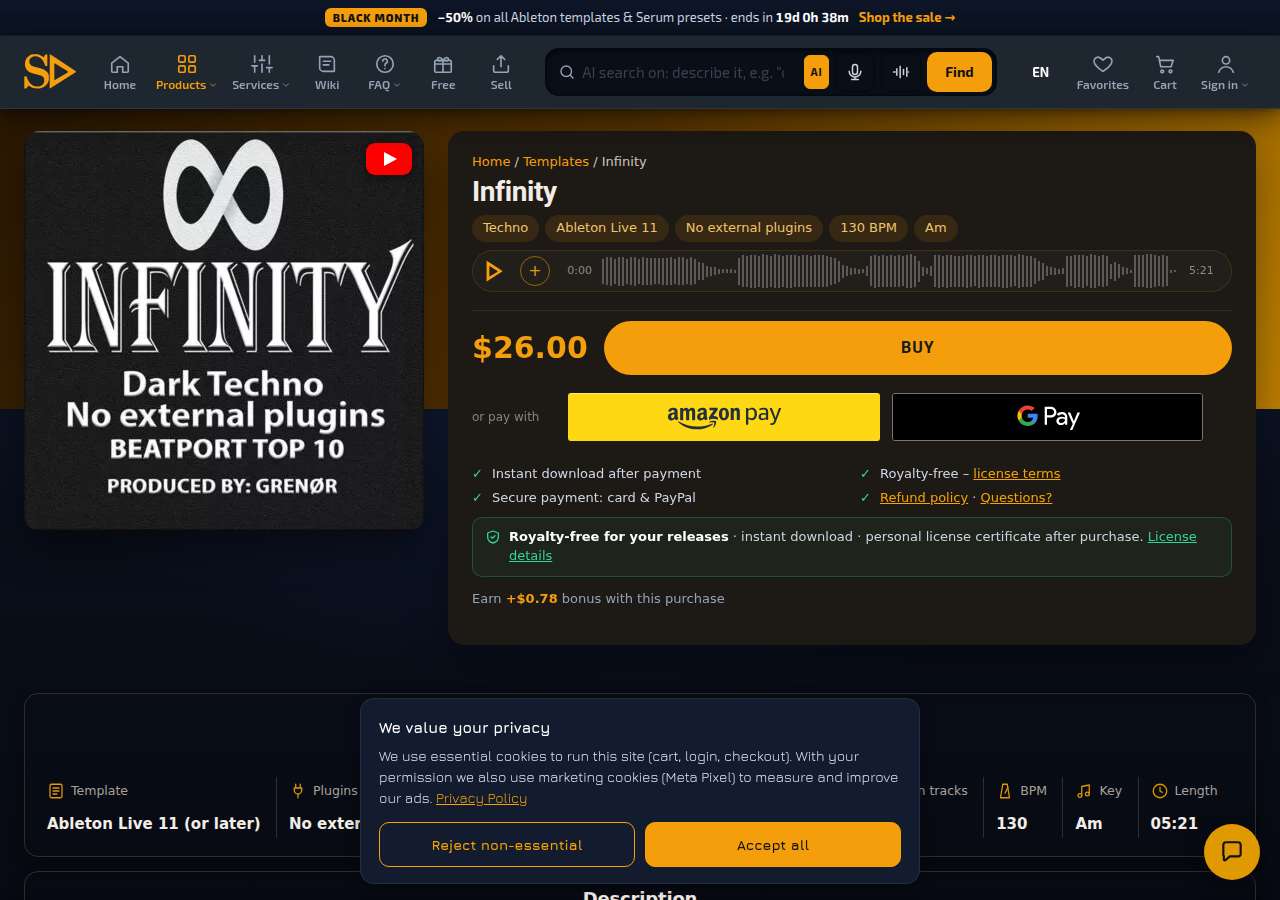 BLACK MONTH −50% on all Ableton templates & Serum presets · ends in 19d 0h 38m Shop the sale →
SD
Home
Products
Services
Wiki
FAQ
Free
Sell
AI search on: describe it, e.g.
AI
Find
EN
Favorites
Cart
Sign in
INFINITY
Dark Techno
No external plugins
BEATPORT TOP 10
PRODUCED BY: GRENØR
Home / Templates / Infinity
Infinity
Techno
Ableton Live 11
No external plugins
130 BPM
Am
0:00
5:21
$26.00
BUY
or pay with
amazon pay
G Pay
✓ Instant download after payment
✓ Royalty-free – license terms
✓ Secure payment: card & PayPal
✓ Refund policy · Questions?
Royalty-free for your releases · instant download · personal license certificate after purchase. License
details
Earn +$0.78 bonus with this purchase
Template
Ableton Live 11 (or later)
Plugins
No exter
tracks
BPM
130
Key
Am
Length
05:21
We value your privacy
We use essential cookies to run this site (cart, login, checkout). With your
permission we also use marketing cookies (Meta Pixel) to measure and improve
our ads. Privacy Policy
Reject non-essential
Accept all
Description